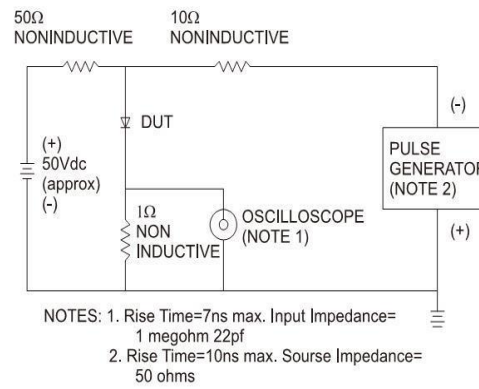 50Ω
NONINDUCTIVE
10Ω
NONINDUCTIVE
(+)
50Vdc
(approx)
(-)
DUT
1Ω
NON
INDUCTIVE
OSCILLOSCOPE
(NOTE 1)
(-)
PULSE
GENERATOR
(NOTE 2)
(+)
NOTES: 1. Rise Time=7ns max. Input Impedance=
1 megohm 22pf
2. Rise Time=10ns max. Sourse Impedance=
50 ohms